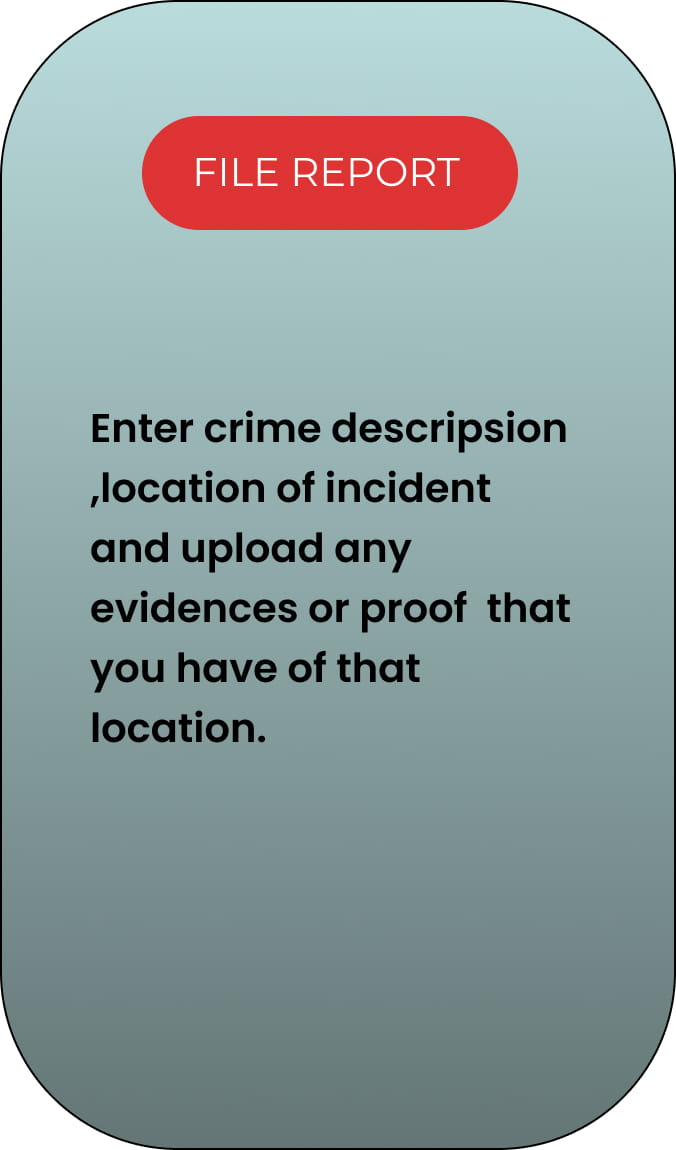 FILE REPORT
Enter crime descripsion
,location of incident
and upload any
evidences or proof  that
you have of that
location.